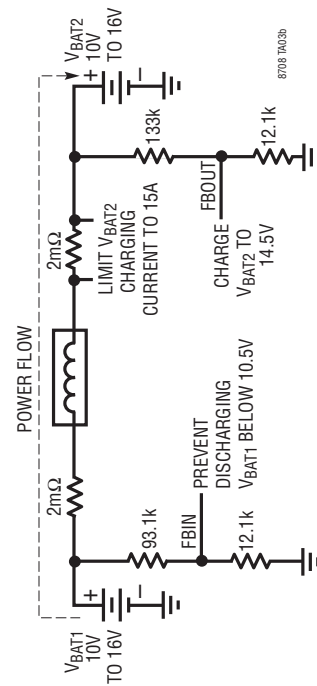 POWER FLOW
VBAT1
10V
TO 16V
+
–
2mΩ
93.1k
FBIN
PREVENT
DISCHARGING
VBAT1 BELOW 10.5V
12.1k
2mΩ
LIMIT VBAT2
CHARGING
CURRENT TO 15A
VBAT2
10V
TO 16V
+
–
133k
FBOUT
CHARGE
VBAT2 TO
14.5V
12.1k
8708 TA03b